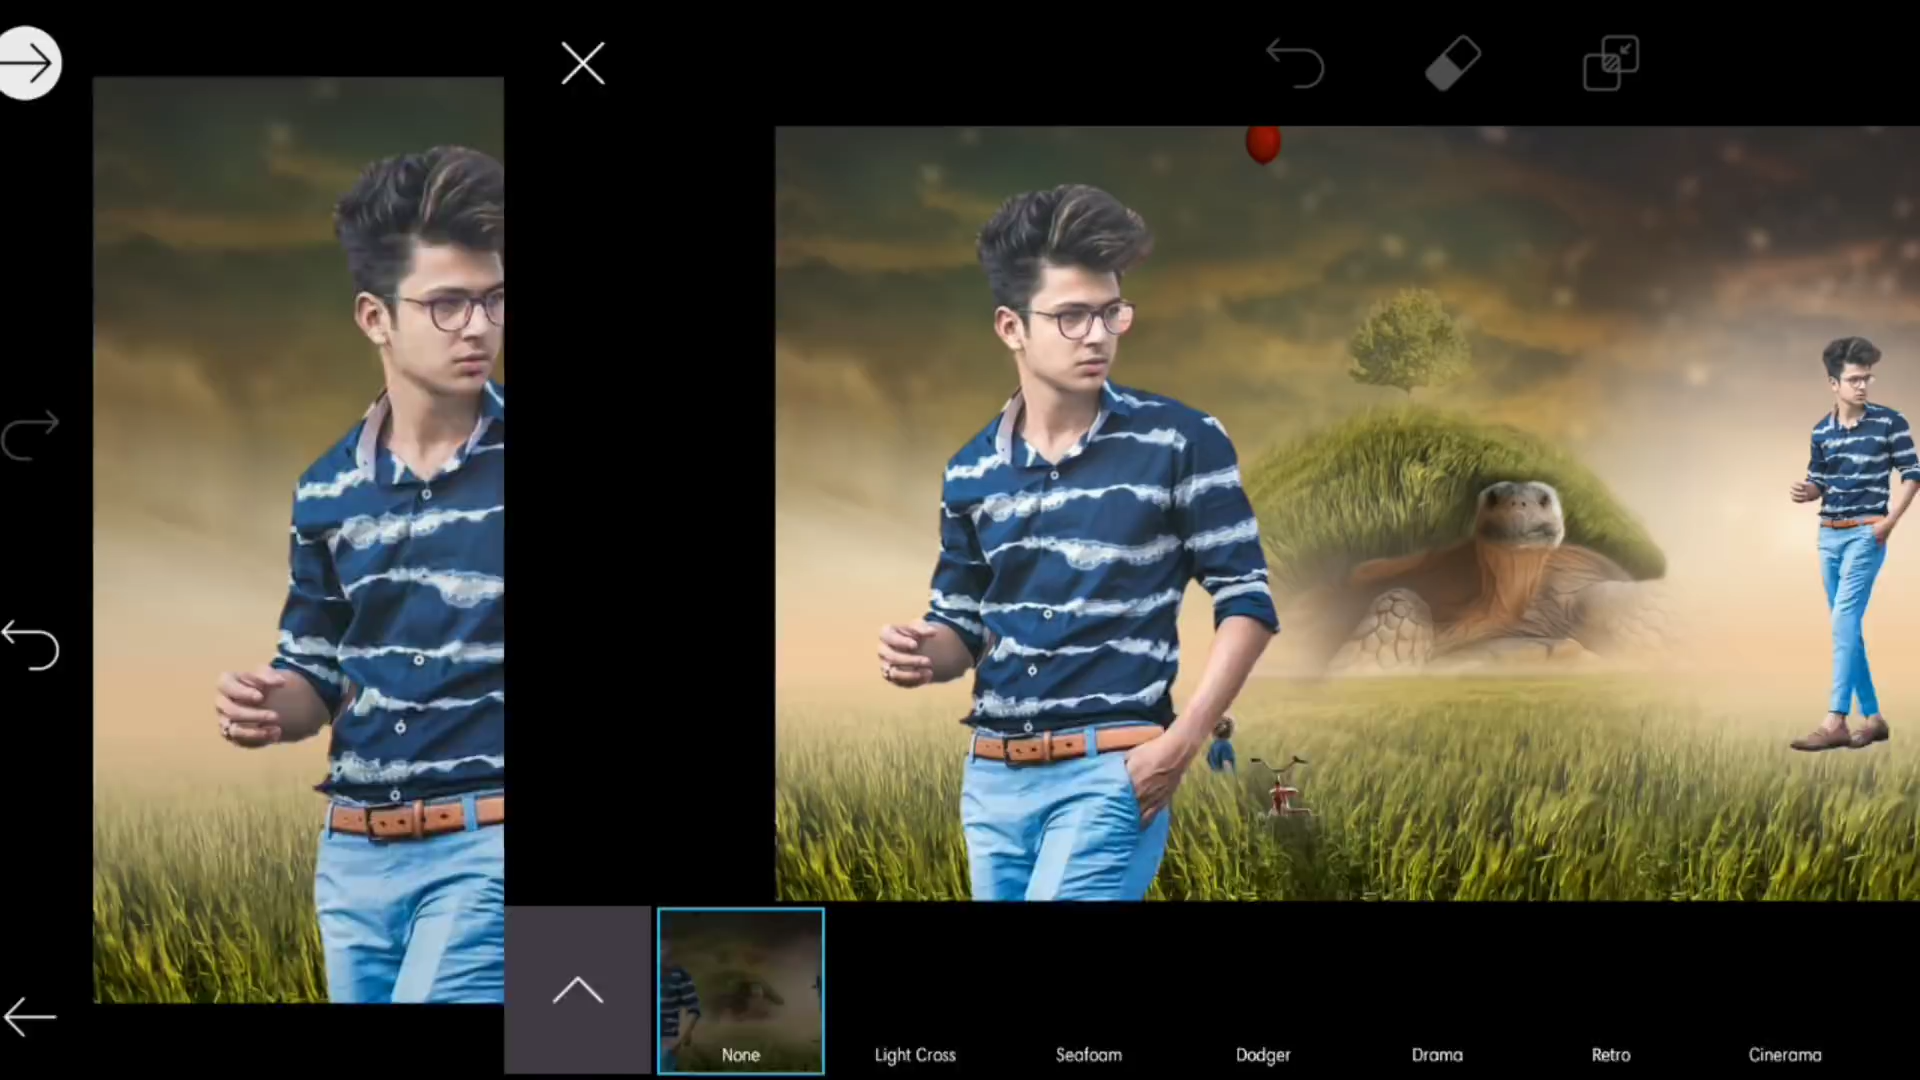 None
Light Cross
Seafoam
Dodger
Drama
Retro
Cinerama